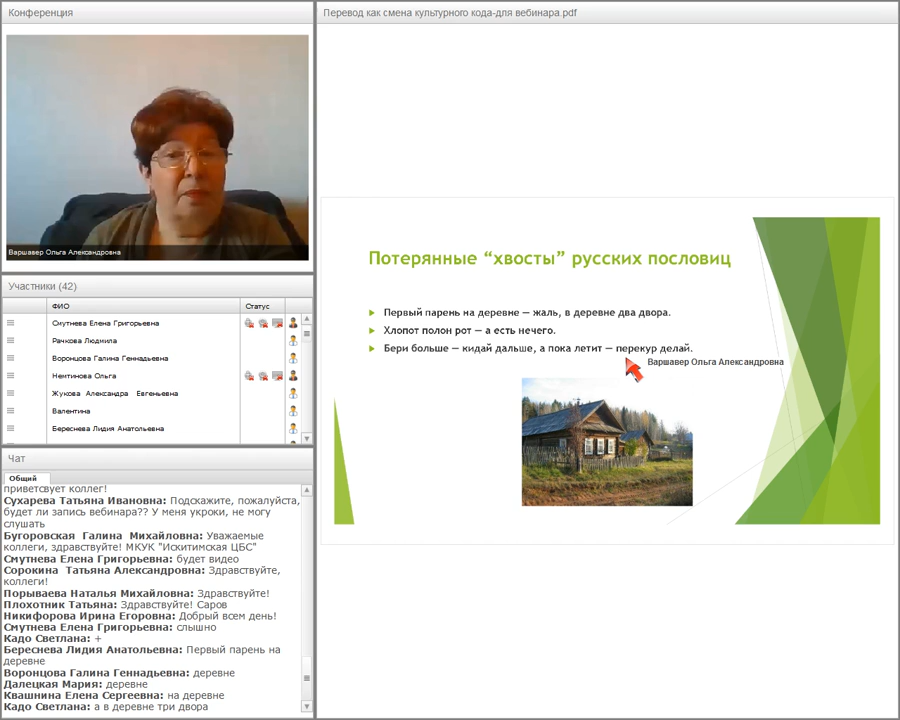 Конференция
Варшавер Ольга Александровна
Участники (42)
ФИО Статус
Смутнева Елена Григорьевна
Рачкова Людмила
Воронцова Галина Геннадьевна
Немтинова Ольга
Жукова Александра Евгеньевна
Валентина
Береснева Лидия Анатольевна
Чат
Общий
приветсвует коллег!
Сухарева Татьяна Ивановна: Подскажите, пожалуйста,
будет ли запись вебинара?? У меня укроки, не могу
слушать
Бугоровская Галина Михайловна: Уважаемые
коллеги, здравствуйте! МКУК "Искитимская ЦБС"
Смутнева Елена Григорьевна: будет видео
Сорокина Татьяна Александровна: Здравствуйте,
коллеги!
Порываева Наталья Михайловна: Здравствуйте!
Плохотник Татьяна: Здравствуйте! Саров
Никифорова Ирина Егоровна: Добрый всем день!
Смутнева Елена Григорьевна: слышно
Кадо Светлана: +
Береснева Лидия Анатольевна: Первый парень на
деревне
Воронцова Галина Геннадьевна: деревне
Далецкая Мария: деревне
Квашнина Елена Сергеевна: на деревне
Кадо Светлана: а в деревне три двора
Перевод как смена культурного кода-для вебинара.pdf
Потерянные “хвосты” русских пословиц
Первый парень на деревне — жаль, в деревне два двора.
Хлопот полон рот — а есть нечего.
Бери больше — кидай дальше, а пока летит — перекур делай.
Варшавер Ольга Александровна